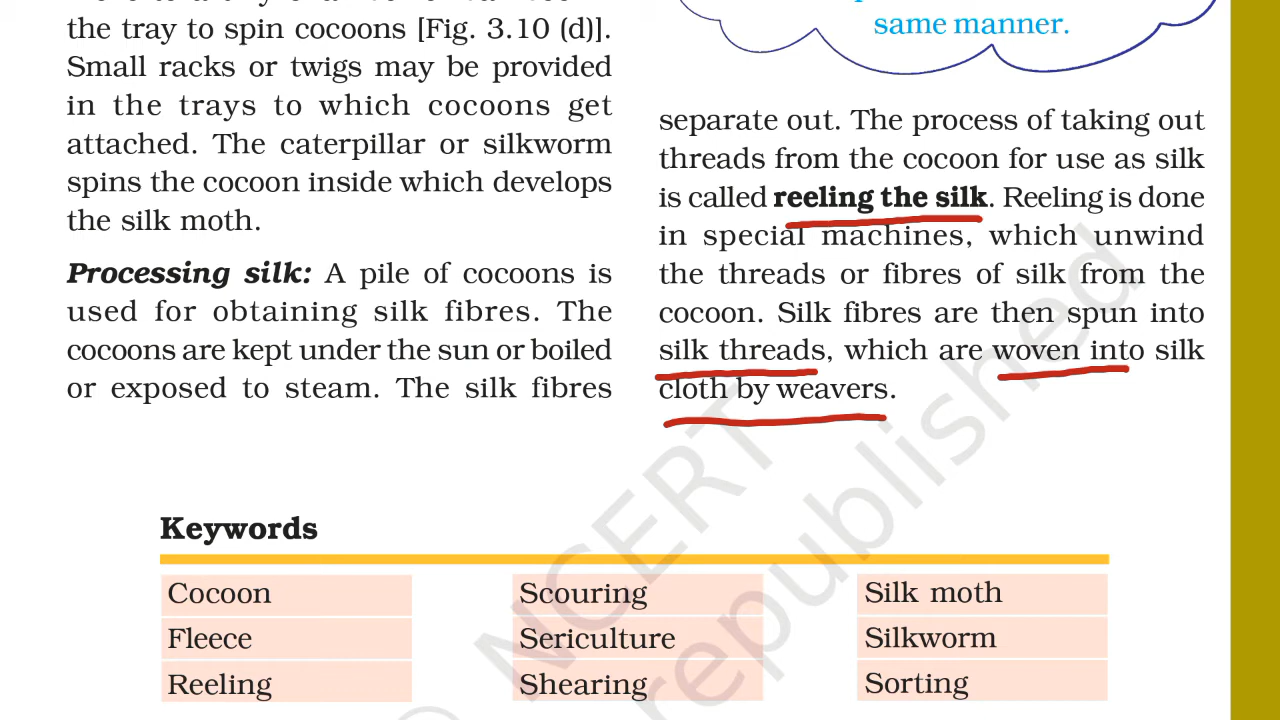 the tray to spin cocoons [Fig. 3.10 (d)].
Small racks or twigs may be provided
in the trays to which cocoons get
attached. The caterpillar or silkworm
spins the cocoon inside which develops
the silk moth.
Processing silk: A pile of cocoons is
used for obtaining silk fibres. The
cocoons are kept under the sun or boiled
or exposed to steam. The silk fibres
same manner.
separate out. The process of taking out
threads from the cocoon for use as silk
is called reeling the silk. Reeling is done
in special machines, which unwind
the threads or fibres of silk from the
cocoon. Silk fibres are then spun into
silk threads, which are woven into silk
cloth by weavers.
Keywords
Cocoon
Scouring
Silk moth
Fleece
Sericulture
Silkworm
Reeling
Shearing
Sorting
© NCERT
republished